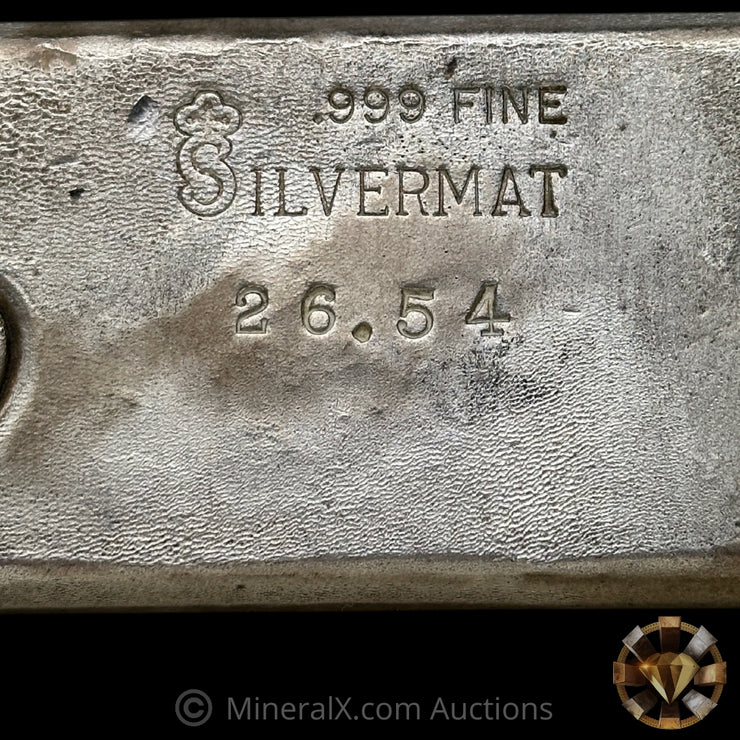 .999 FINE
SILVERMAT
26.54
© MineralX.com Auctions